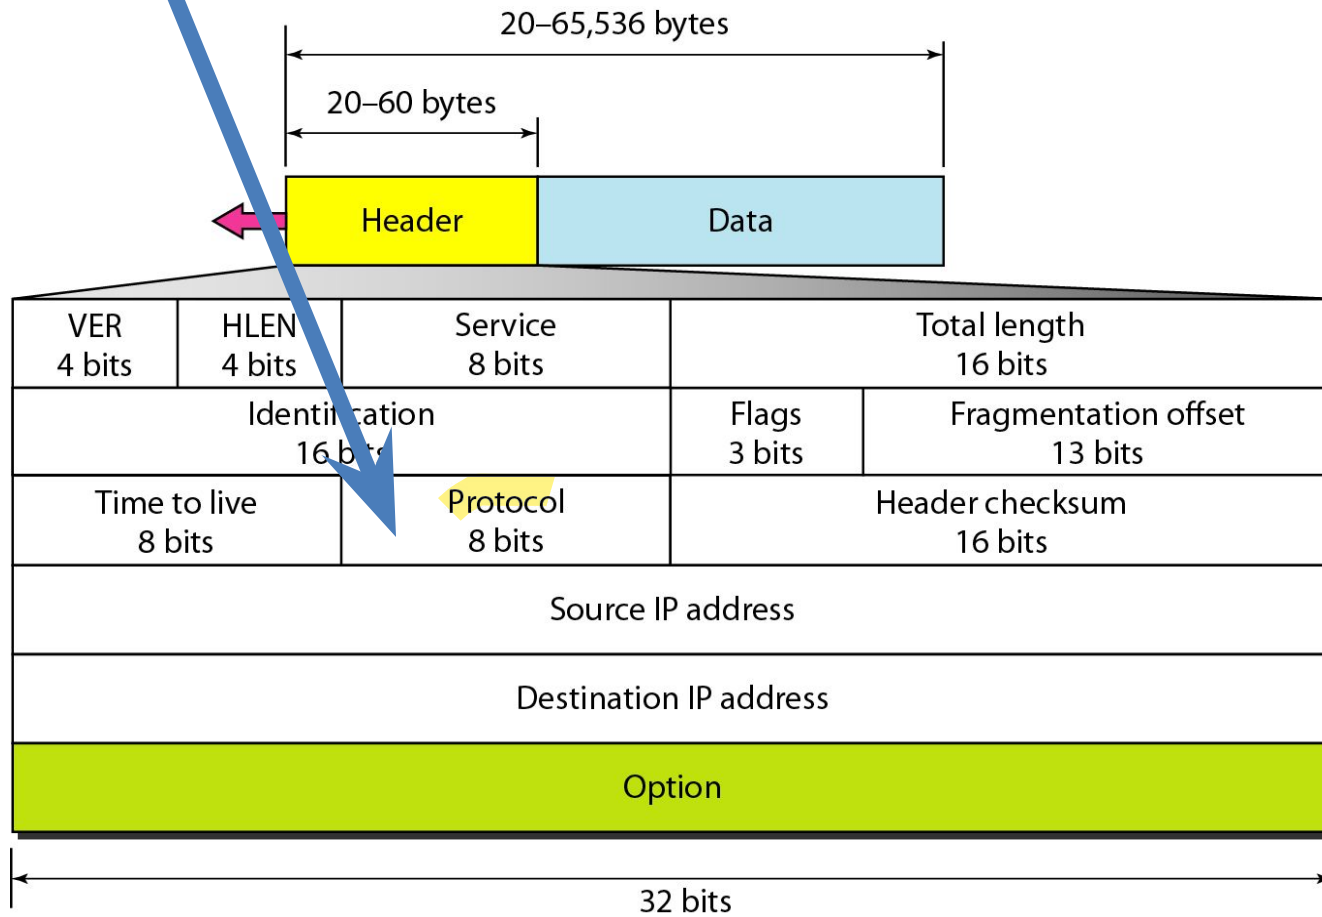 20–65,536 bytes
20–60 bytes
Header
Data
VER
4 bits
HLEN
4 bits
Service
8 bits
Total length
16 bits
Identification
16 bits
Flags
3 bits
Fragmentation offset
13 bits
Time to live
8 bits
Protocol
8 bits
Header checksum
16 bits
Source IP address
Destination IP address
Option
32 bits